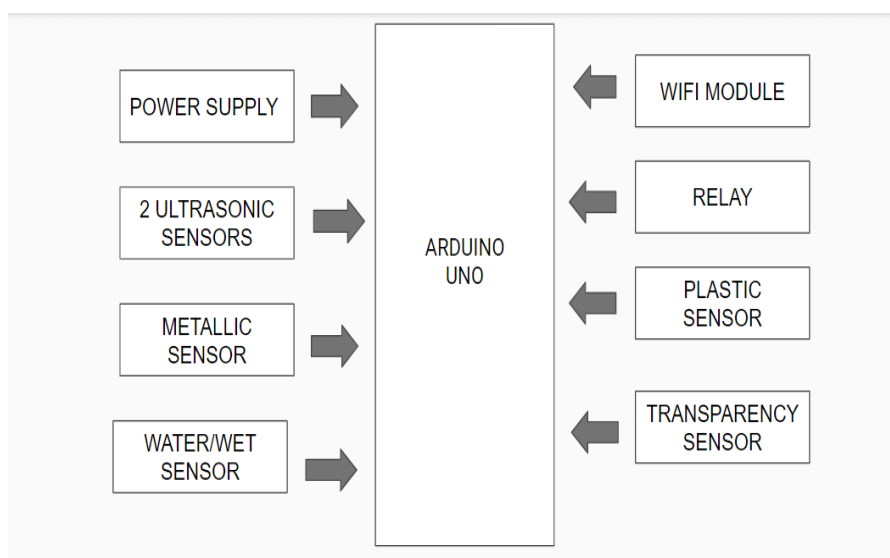 POWER SUPPLY
2 ULTRASONIC
SENSORS
METALLIC
SENSOR
WATER/WET
SENSOR
ARDUINO
UNO
WIFI MODULE
RELAY
PLASTIC
SENSOR
TRANSPARENCY
SENSOR